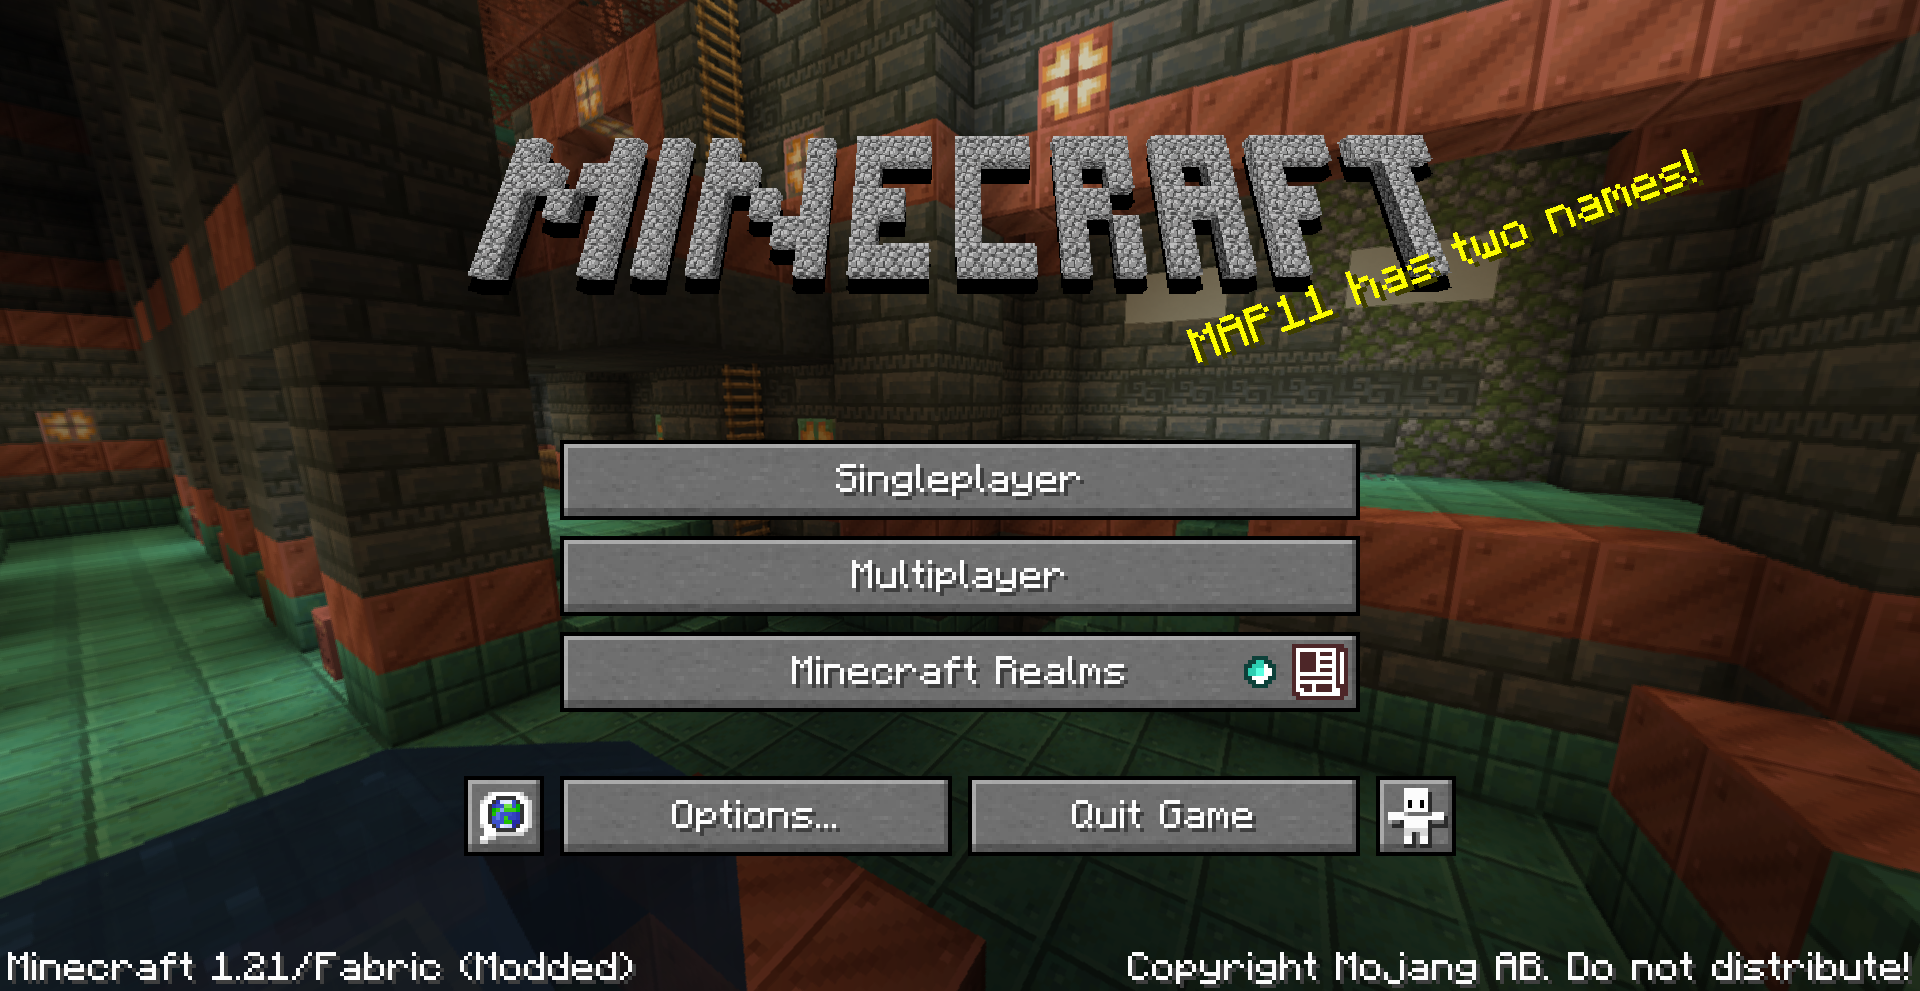 MINECRAFT
MAF11 has two names!
Singleplayer
Multiplayer
Minecraft Realms
Options...
Quit Game
Minecraft 1.21/Fabric (Modded)
Copyright Mojang AB. Do not distribute!